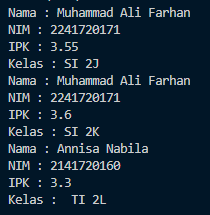 Nama : Muhammad Ali Farhan
NIM : 2241720171
IPK : 3.55
Kelas : SI 2J
Nama : Muhammad Ali Farhan
NIM : 2241720171
IPK : 3.6
Kelas : SI 2K
Nama : Annisa Nabila
NIM : 2141720160
IPK : 3.3
Kelas :  TI 2L